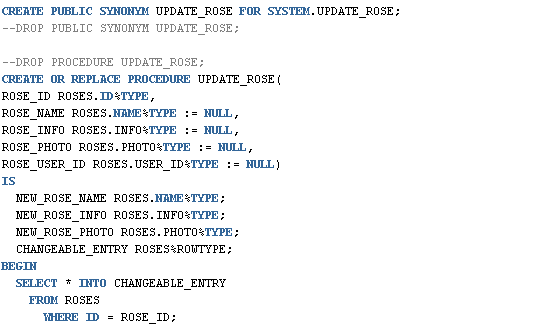 CREATE PUBLIC SYNONYM UPDATE_ROSE FOR SYSTEM.UPDATE_ROSE;
--DROP PUBLIC SYNONYM UPDATE_ROSE;
--DROP PROCEDURE UPDATE_ROSE;
CREATE OR REPLACE PROCEDURE UPDATE_ROSE(
ROSE_ID ROSES.ID%TYPE,
ROSE_NAME ROSES.NAME%TYPE := NULL,
ROSE_INFO ROSES.INFO%TYPE := NULL,
ROSE_PHOTO ROSES.PHOTO%TYPE := NULL,
ROSE_USER_ID ROSES.USER_ID%TYPE := NULL)
IS
NEW_ROSE_NAME ROSES.NAME%TYPE;
NEW_ROSE_INFO ROSES.INFO%TYPE;
NEW_ROSE_PHOTO ROSES.PHOTO%TYPE;
CHANGEABLE_ENTRY ROSES%ROWTYPE;
BEGIN
SELECT * INTO CHANGEABLE_ENTRY
FROM ROSES
WHERE ID = ROSE_ID;